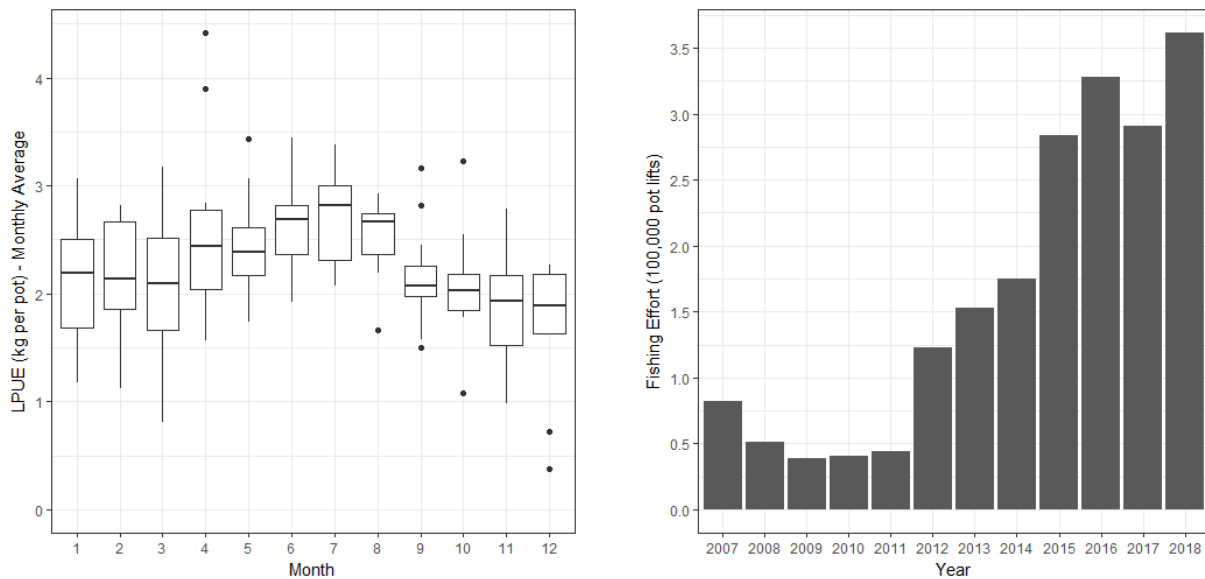 LPUE (kg per pot) - Monthly Average
4
3
2
1
0
1 2 3 4 5 6 7 8 9 10 11 12
Month
Fishing Effort (100,000 pot lifts)
3.5
3.0
2.5
2.0
1.5
1.0
0.5
0.0
2007 2008 2009 2010 2011 2012 2013 2014 2015 2016 2017 2018
Year